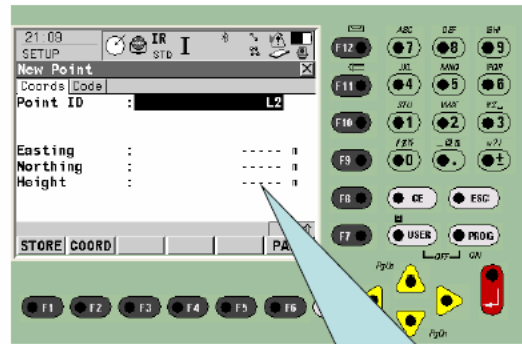 21:09
SETUP
IR
STD
I
New Point
Coords Code
Point ID : L2
Easting : ----- m
Northing : ----- m
Height : ----- m
STORE COORD PA
F1 F2 F3 F4 F5 F6
F12 ABC 7 DEF 8 GHI 9
F11 JKL 4 MNO 5 PQR 6
F10 STU 1 VWX 2 YZ_ 3
F9 0 . ±
F8 CE ESC
F7 USER PROG
OFF ON
PgUp
PgDn